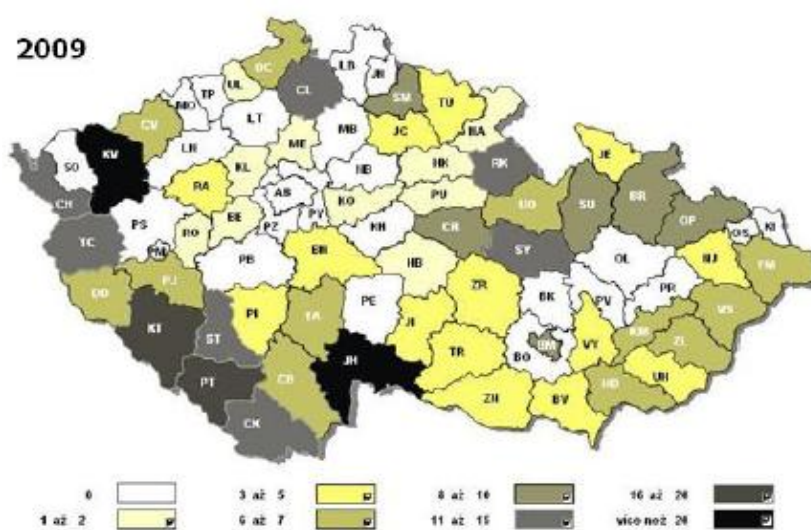 2009
DC
LB
JN
UL
TP
MO
CL
SM
TU
CV
LT
JC
NA
LN
ME
MB
KV
SO
KL
HK
RK
JE
RA
NB
AB
CH
KO
PU
UO
SU
BR
BE
PY
OP
PS
RO
PZ
KH
CR
TC
SY
OL
KI
PM
PB
BN
HB
NJ
FM
DO
PJ
ZR
PR
PE
BK
PV
VS
KT
ST
PI
TA
JI
KM
ZL
JH
TR
BO
BM
VY
UH
PT
CB
HO
CK
ZN
BV
0
3 až 5
8 až 10
16 až 20
1 až 2
6 až 7
11 až 15
více než 20